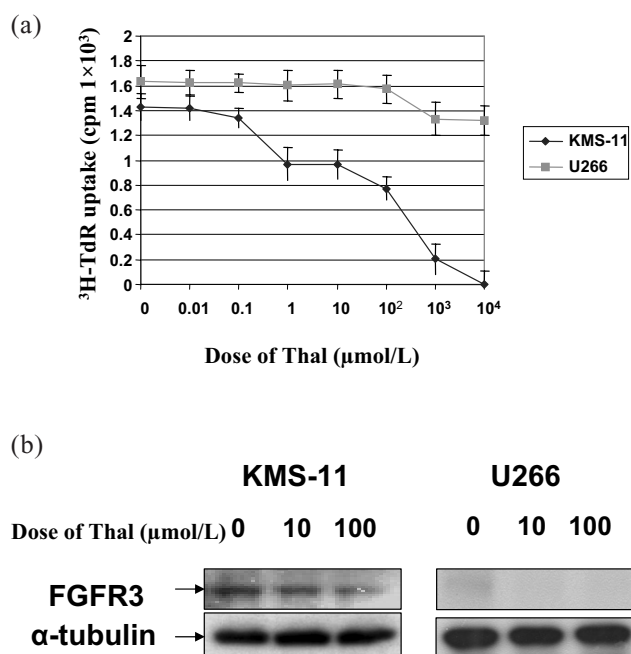 (a)
2
1.8
1.6
1.4
1.2
1
0.8
0.6
0.4
0.2
0
³H-TdR uptake (cpm 1×10³)
0 0.01 0.1 1 10 10² 10³ 10⁴
Dose of Thal (µmol/L)
KMS-11
U266
(b)
KMS-11 U266
Dose of Thal (µmol/L) 0 10 100 0 10 100
FGFR3
α-tubulin